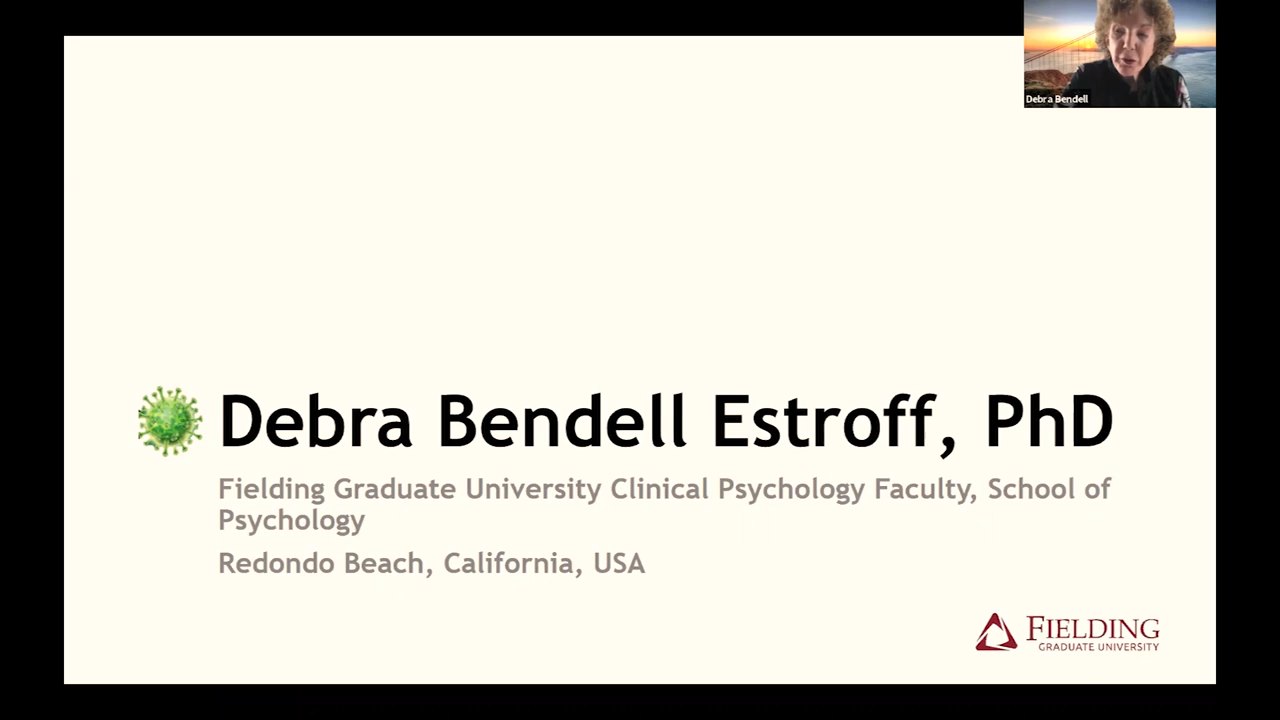 Debra Bendell
Debra Bendell Estroff, PhD
Fielding Graduate University Clinical Psychology Faculty, School of
Psychology
Redondo Beach, California, USA
FIELDING
GRADUATE UNIVERSITY